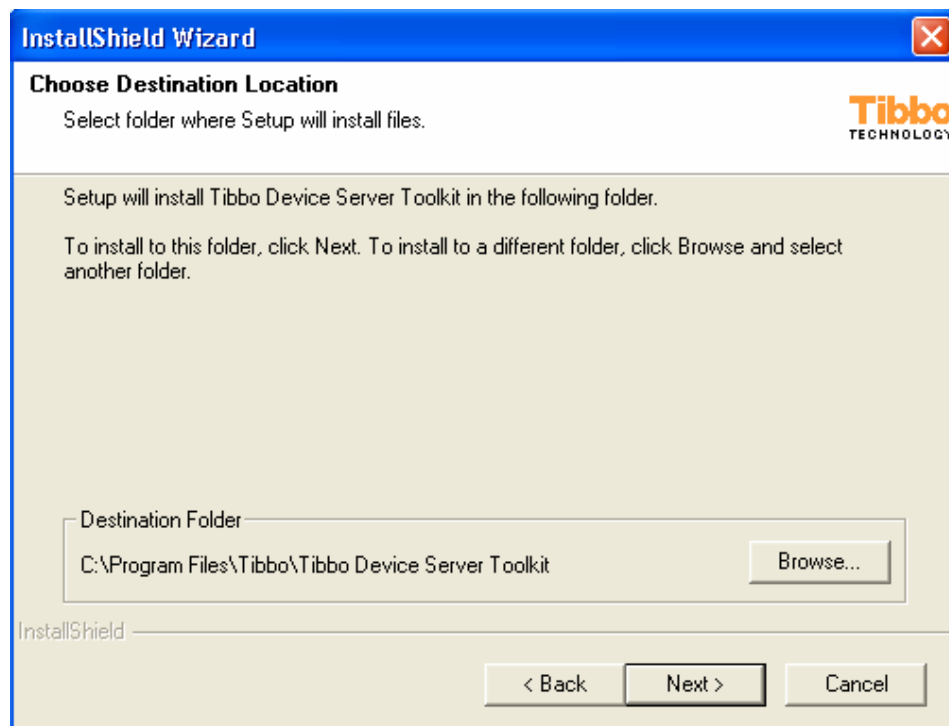 InstallShield Wizard
Choose Destination Location
Select folder where Setup will install files.
Tibbo
TECHNOLOGY
Setup will install Tibbo Device Server Toolkit in the following folder.
To install to this folder, click Next. To install to a different folder, click Browse and select
another folder.
Destination Folder
C:\Program Files\Tibbo\Tibbo Device Server Toolkit
Browse...
InstallShield
< Back
Next >
Cancel